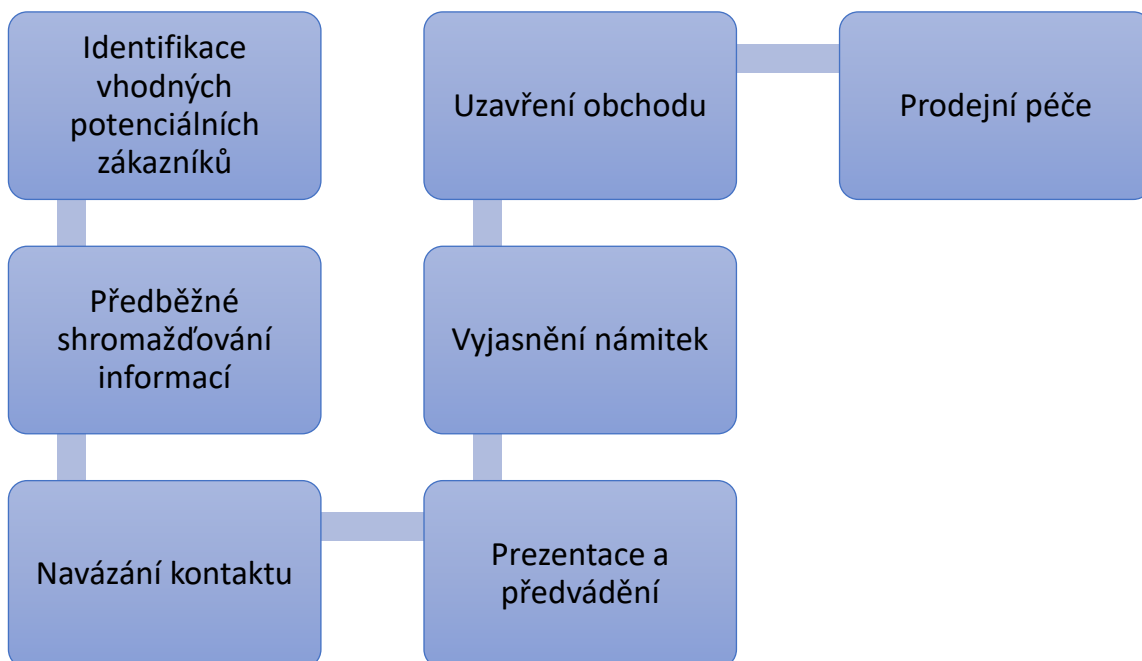 Identifikace
vhodných
potenciálních
zákazníků
Předběžné
shromažďování
informací
Navázání kontaktu
Prezentace a
předvádění
Vyjasnění námitek
Uzavření obchodu
Prodejní péče